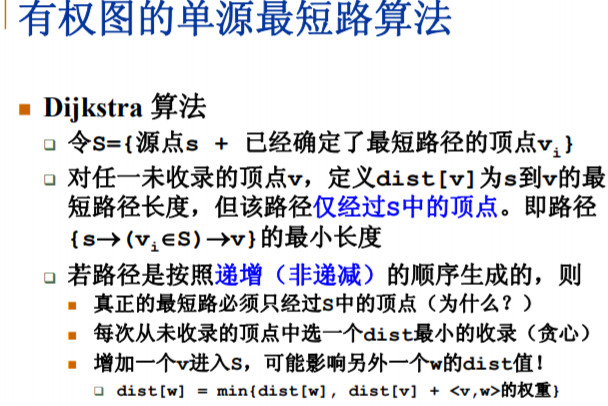 有权图的单源最短路算法
Dijkstra 算法
令S={源点s + 已经确定了最短路径的顶点vi}
对任一未收录的顶点v，定义dist[v]为s到v的最
短路径长度，但该路径仅经过S中的顶点。即路径
{s→(vi∈S)→v}的最小长度
若路径是按照递增（非递减）的顺序生成的，则
真正的最短路必须只经过S中的顶点（为什么？）
每次从未收录的顶点中选一个dist最小的收录（贪心）
增加一个v进入S，可能影响另外一个w的dist值！
dist[w] = min{dist[w], dist[v] + <v,w>的权重}